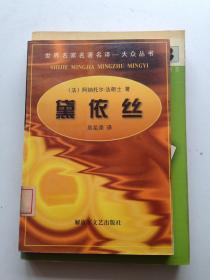 世界名家名著名译—大众丛书
SHIJIE MINGJIA MINGZHU MINGYI
（法）阿纳托尔·法朗士 著
黛依丝
解放军文艺出版社